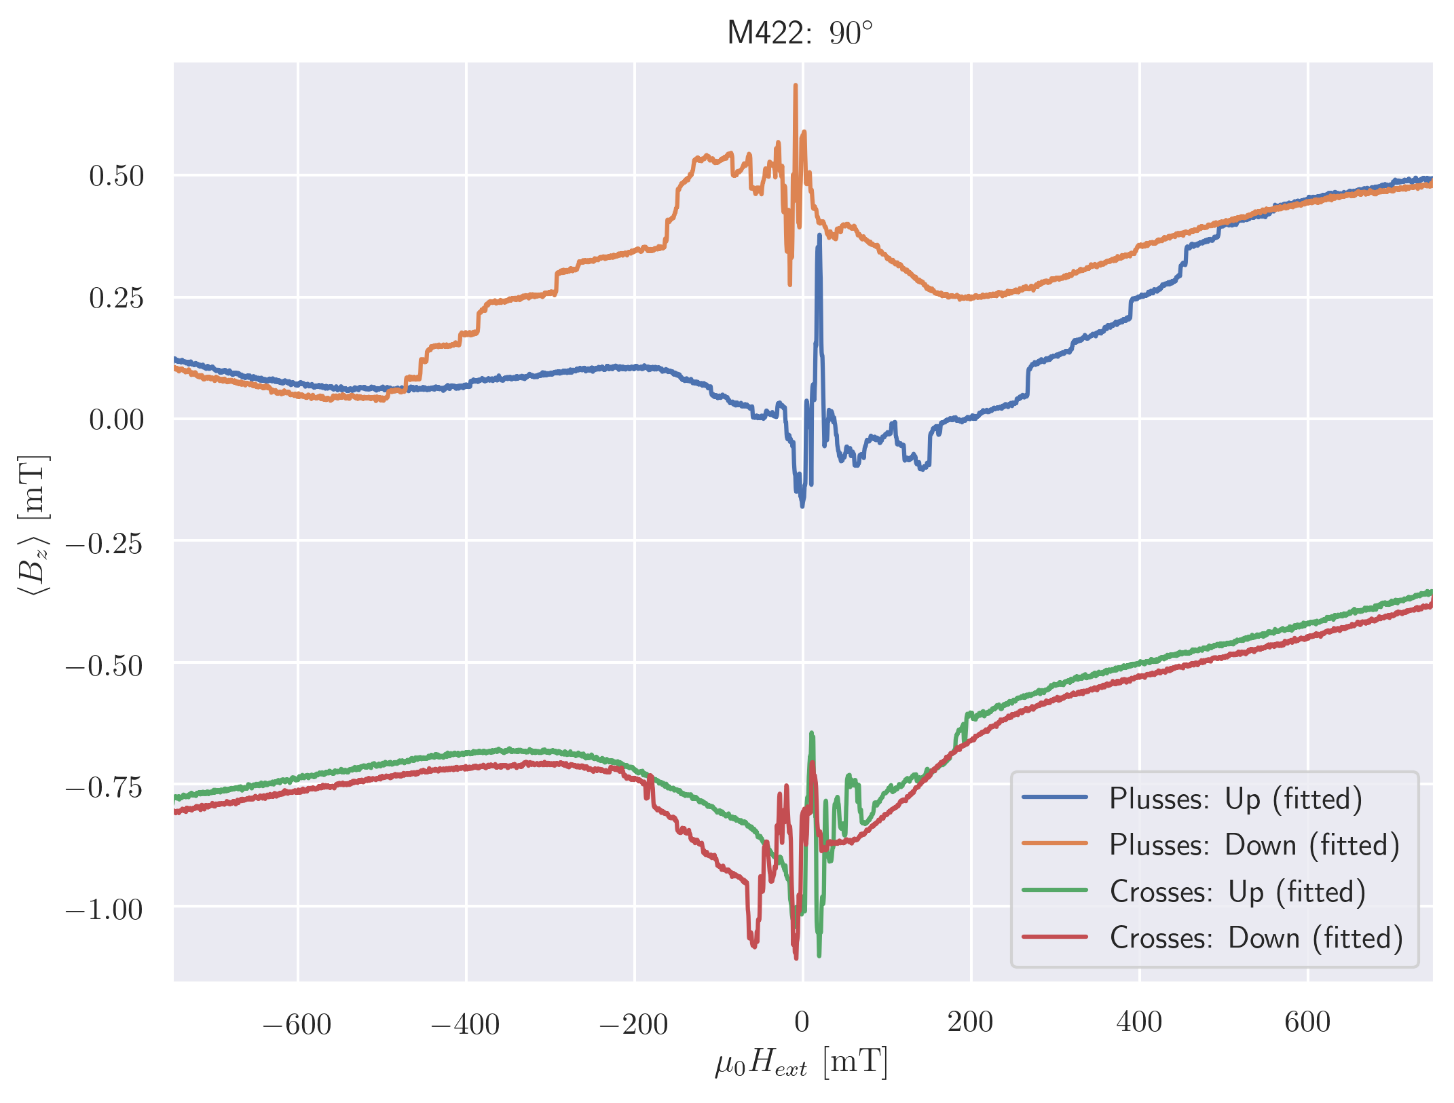 M422: 90°
0.50
0.25
0.00
−0.25
−0.50
−0.75
−1.00
⟨B_z⟩ [mT]
−600 −400 −200 0 200 400 600
μ₀H_ext [mT]
Plusses: Up (fitted)
Plusses: Down (fitted)
Crosses: Up (fitted)
Crosses: Down (fitted)